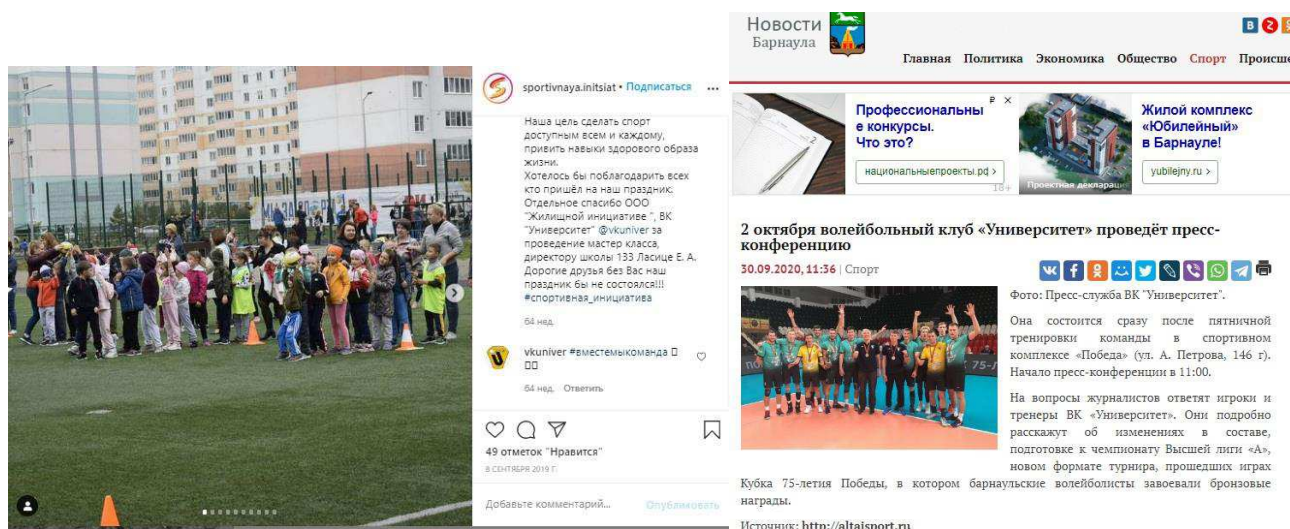 sportivnaya.initsiat • Подписаться
Наша цель сделать спорт
доступным всем и каждому,
привить навыки здорового образа
жизни.
Хотелось бы поблагодарить всех
кто пришёл на наш праздник.
Отдельное спасибо ООО
"Жилищной инициативе ", ВК
"Университет" @vkuniver за
проведение мастер класса,
директору школы 133 Ласице Е. А.
Дорогие друзья без Вас наш
праздник бы не состоялся!!!
#спортивная_инициатива
64 нед.
vkuniver #вместемыкоманда
64 нед. Ответить
49 отметок "Нравится"
8 СЕНТЯБРЯ 2019 Г.
Добавьте комментарий...
Опубликовать
Новости
Барнаула
Главная Политика Экономика Общество Спорт Происше
Профессиональны
е конкурсы.
Что это?
национальныепроекты.рф >
18+
Жилой комплекс
«Юбилейный»
в Барнауле!
yubilejny.ru >
Проектная деклараци
2 октября волейбольный клуб «Университет» проведёт пресс-
конференцию
30.09.2020, 11:36 | Спорт
Фото: Пресс-служба ВК "Университет".
Она состоится сразу после пятничной
тренировки команды в спортивном
комплексе «Победа» (ул. А. Петрова, 146 г).
Начало пресс-конференции в 11:00.
На вопросы журналистов ответят игроки и
тренеры ВК «Университет». Они подробно
расскажут об изменениях в составе,
подготовке к чемпионату Высшей лиги «А»,
новом формате турнира, прошедших играх
Кубка 75-летия Победы, в котором барнаульские волейболисты завоевали бронзовые
награды.
Источник: http://altaisport.ru